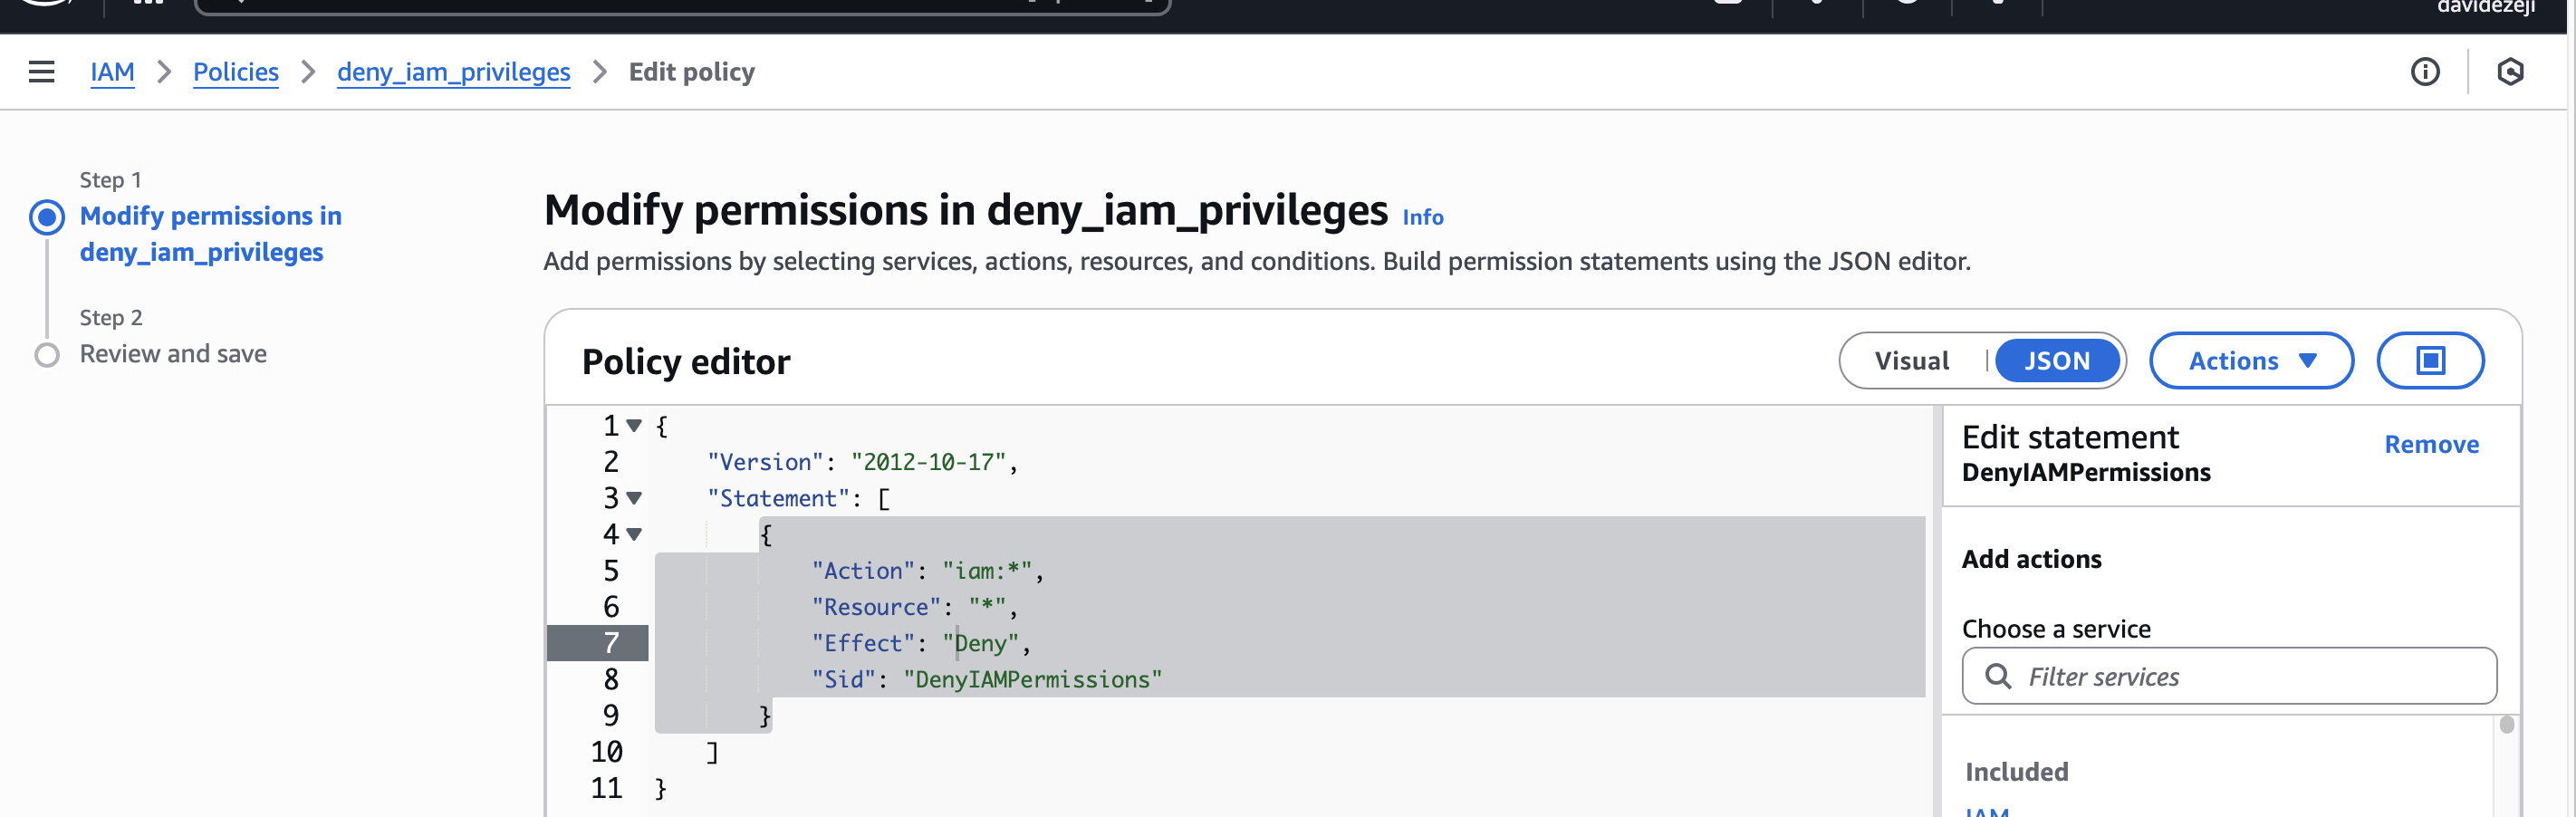 davidezeji
IAM > Policies > deny_iam_privileges > Edit policy
Step 1
Modify permissions in
deny_iam_privileges
Step 2
Review and save
Modify permissions in deny_iam_privileges Info
Add permissions by selecting services, actions, resources, and conditions. Build permission statements using the JSON editor.
Policy editor
Visual | JSON
Actions
1 {
2 "Version": "2012-10-17",
3 "Statement": [
4 {
5 "Action": "iam:*",
6 "Resource": "*",
7 "Effect": "Deny",
8 "Sid": "DenyIAMPermissions"
9 }
10 ]
11 }
Edit statement
DenyIAMPermissions
Remove
Add actions
Choose a service
Filter services
Included
IAM